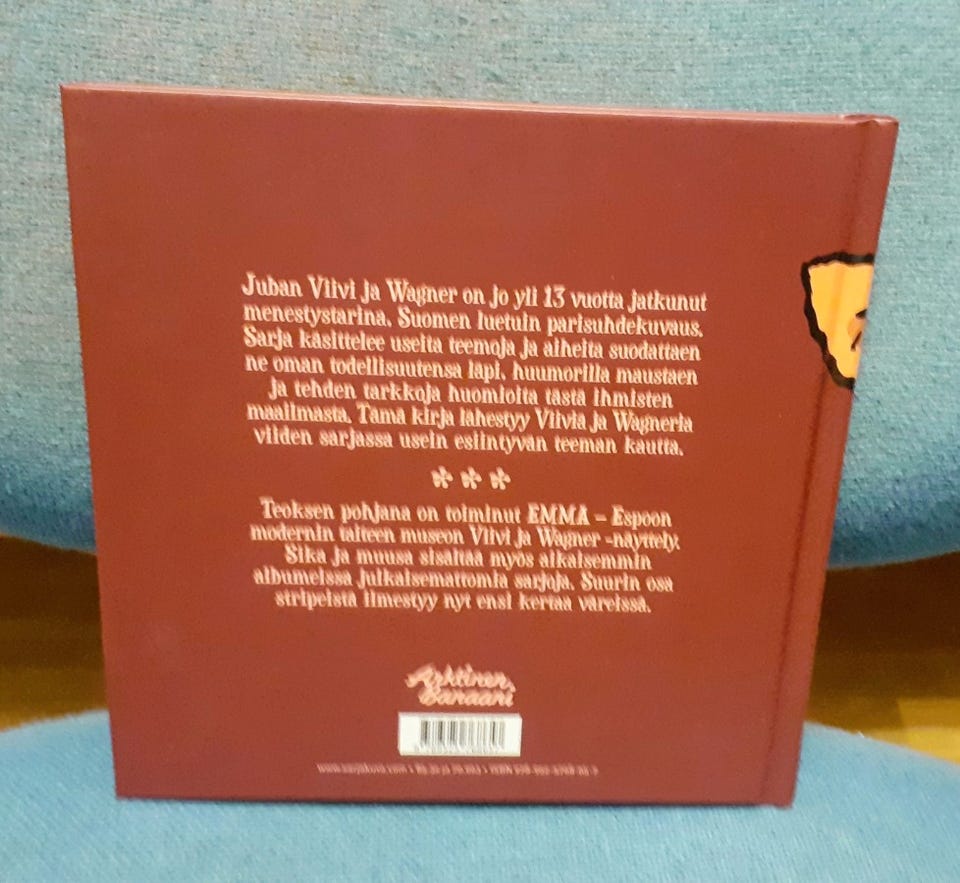 Juban Viivi ja Wagner on jo yli 13 vuotta jatkunut
menestystarina, Suomen luetuin parisuhdekuvaus.
Sarja käsittelee useita teemoja ja aiheita suodattaen
ne oman todellisuutensa läpi, huumorilla maustaen
ja tehden tarkkoja huomioita tästä ihmisten
maailmasta. Tämä kirja lähestyy Viiviä ja Wagneria
viiden sarjassa usein esiintyvän teeman kautta.
***
Teoksen pohjana on toiminut EMMA – Espoon
modernin taiteen museon Viivi ja Wagner -näyttely.
Sika ja muusa sisältää myös aikaisemmin
albumeissa julkaisemattomia sarjoja. Suurin osa
stripeistä ilmestyy nyt ensi kertaa väreissä.
Arktinen
Banaani
www.sarjakuva.com • • ISBN